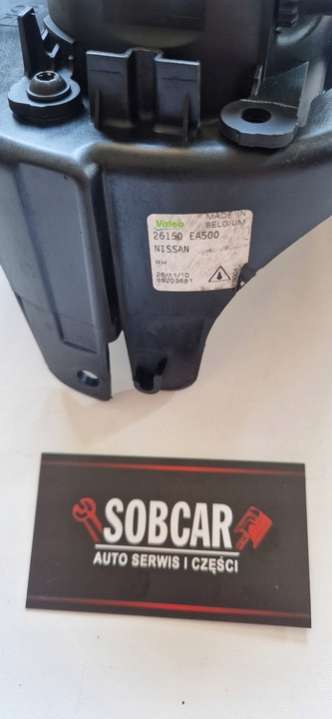 Valeo
MADE IN
BELGIUM
26150 EA500
NISSAN
SOBCAR
AUTO SERWIS I CZĘŚCI